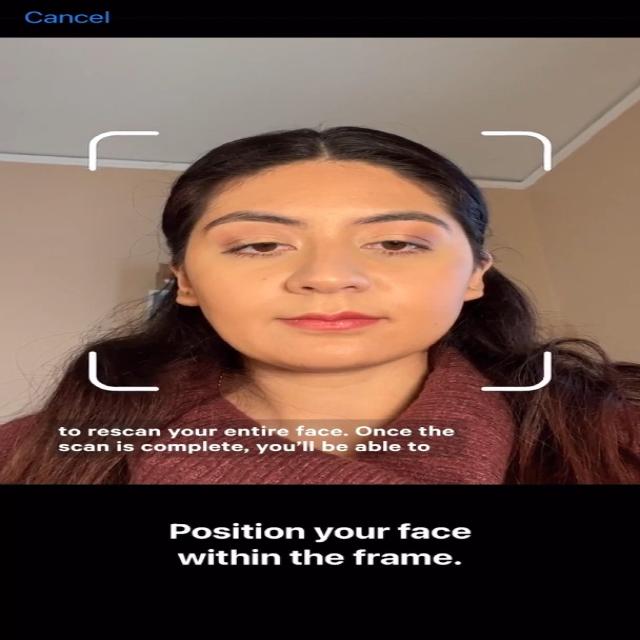 Cancel
to rescan your entire face. Once the
scan is complete, you'll be able to
Position your face
within the frame.